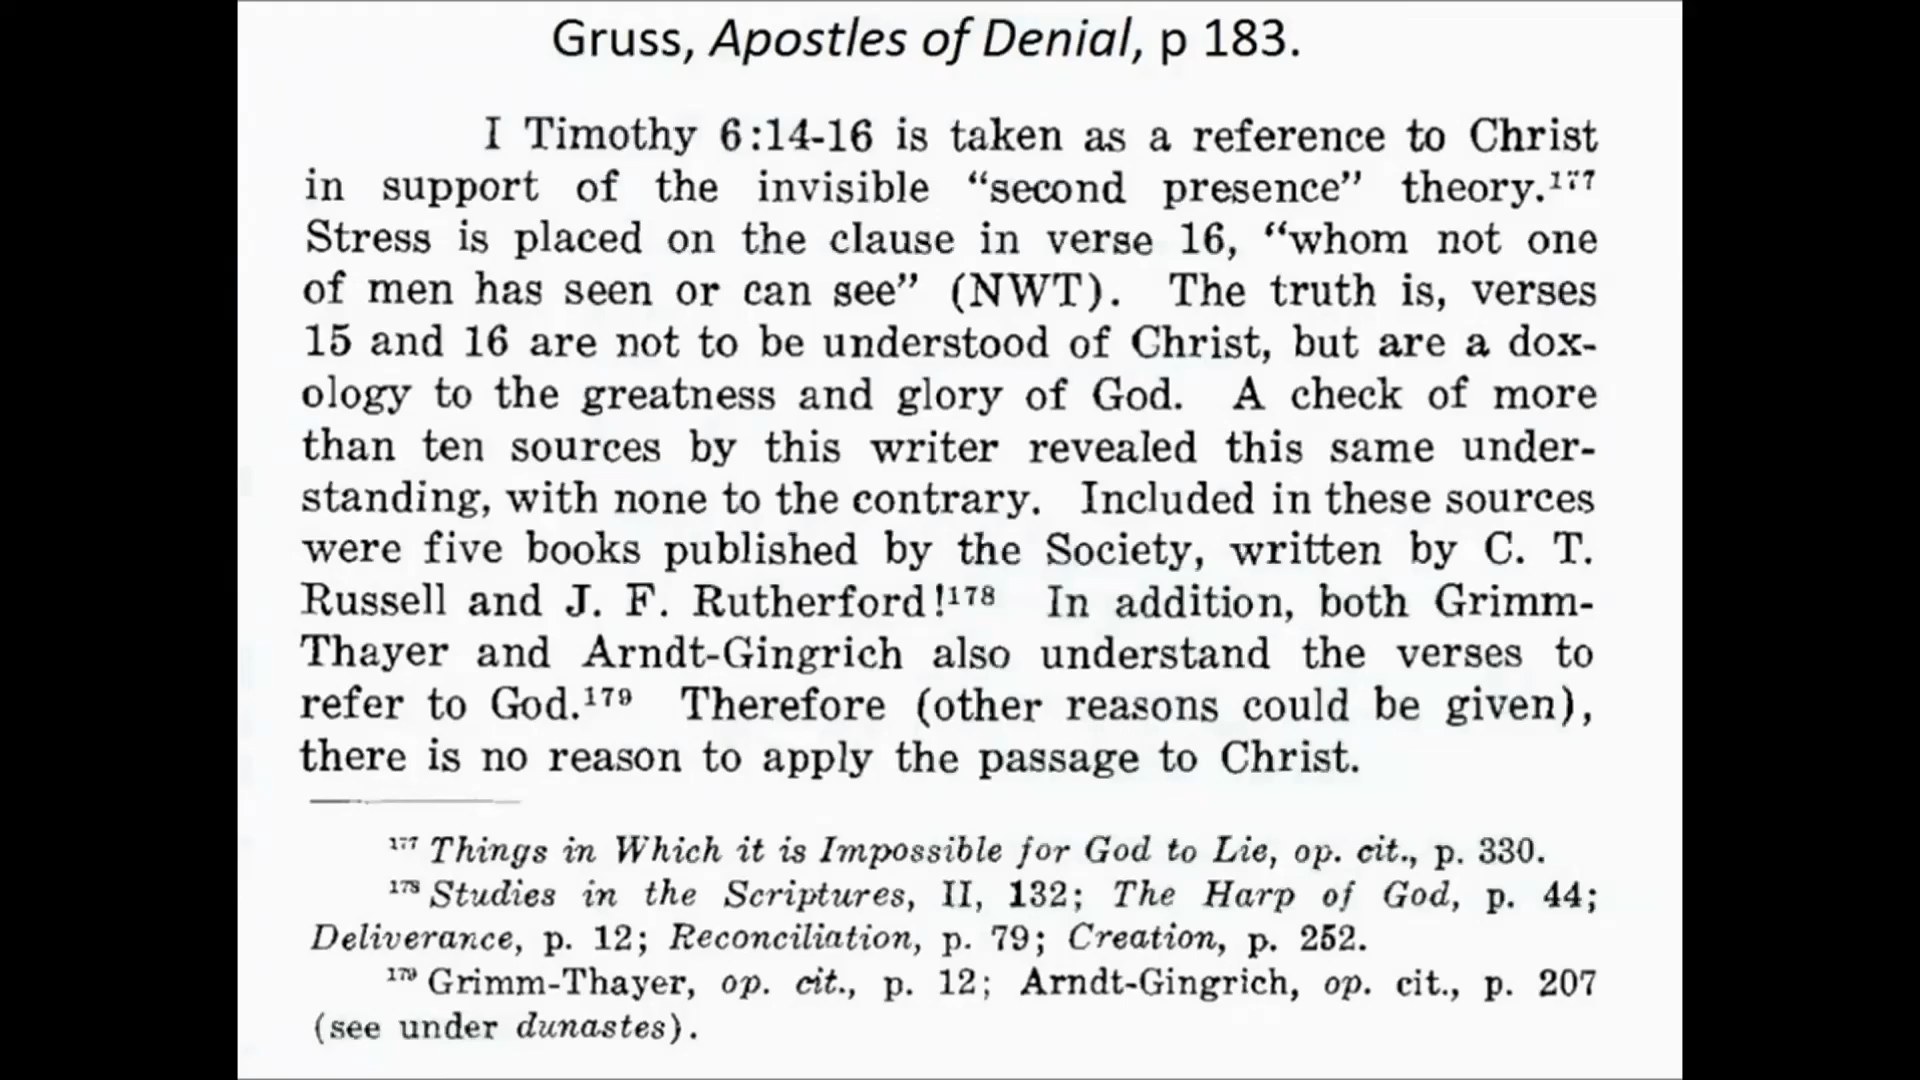 Gruss, Apostles of Denial, p 183.
I Timothy 6:14-16 is taken as a reference to Christ
in support of the invisible “second presence” theory.¹⁷⁷
Stress is placed on the clause in verse 16, “whom not one
of men has seen or can see” (NWT). The truth is, verses
15 and 16 are not to be understood of Christ, but are a dox-
ology to the greatness and glory of God. A check of more
than ten sources by this writer revealed this same under-
standing, with none to the contrary. Included in these sources
were five books published by the Society, written by C. T.
Russell and J. F. Rutherford!¹⁷⁸ In addition, both Grimm-
Thayer and Arndt-Gingrich also understand the verses to
refer to God.¹⁷⁹ Therefore (other reasons could be given),
there is no reason to apply the passage to Christ.
¹⁷⁷ Things in Which it is Impossible for God to Lie, op. cit., p. 330.
¹⁷⁸ Studies in the Scriptures, II, 132; The Harp of God, p. 44;
Deliverance, p. 12; Reconciliation, p. 79; Creation, p. 252.
¹⁷⁹ Grimm-Thayer, op. cit., p. 12; Arndt-Gingrich, op. cit., p. 207
(see under dunastes).